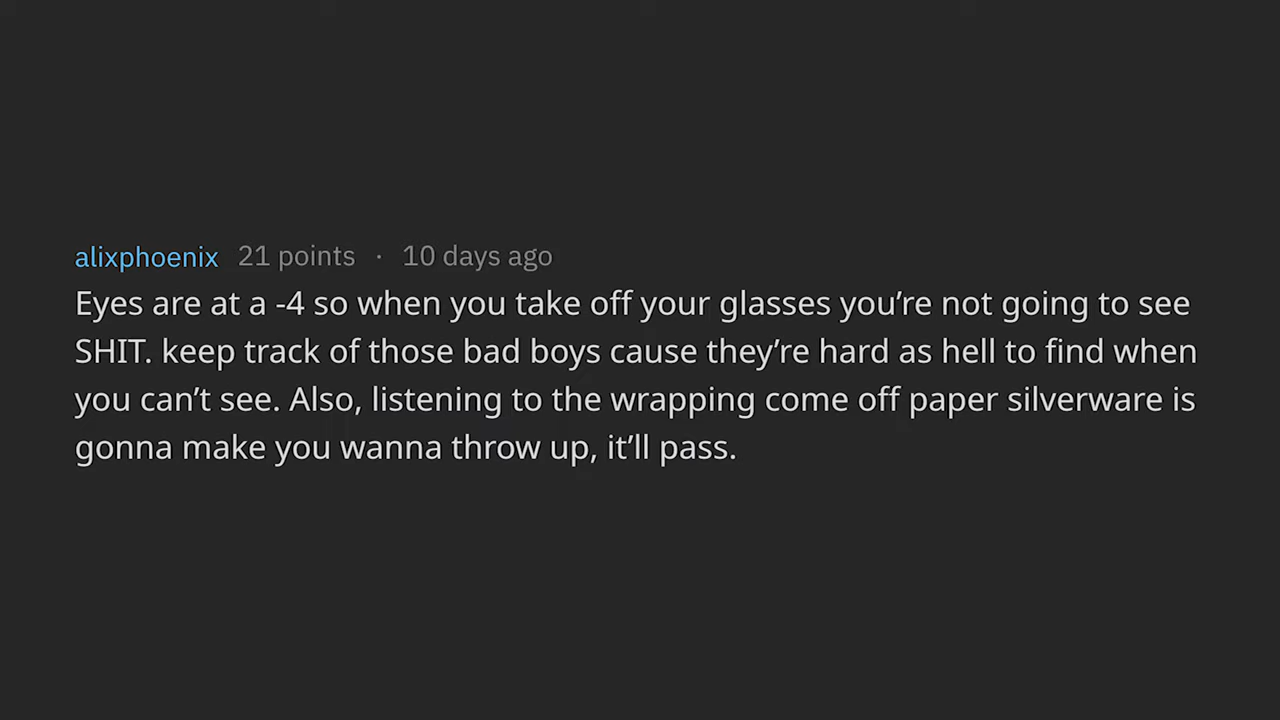 alixphoenix 21 points · 10 days ago
Eyes are at a -4 so when you take off your glasses you’re not going to see
SHIT. keep track of those bad boys cause they’re hard as hell to find when
you can’t see. Also, listening to the wrapping come off paper silverware is
gonna make you wanna throw up, it’ll pass.